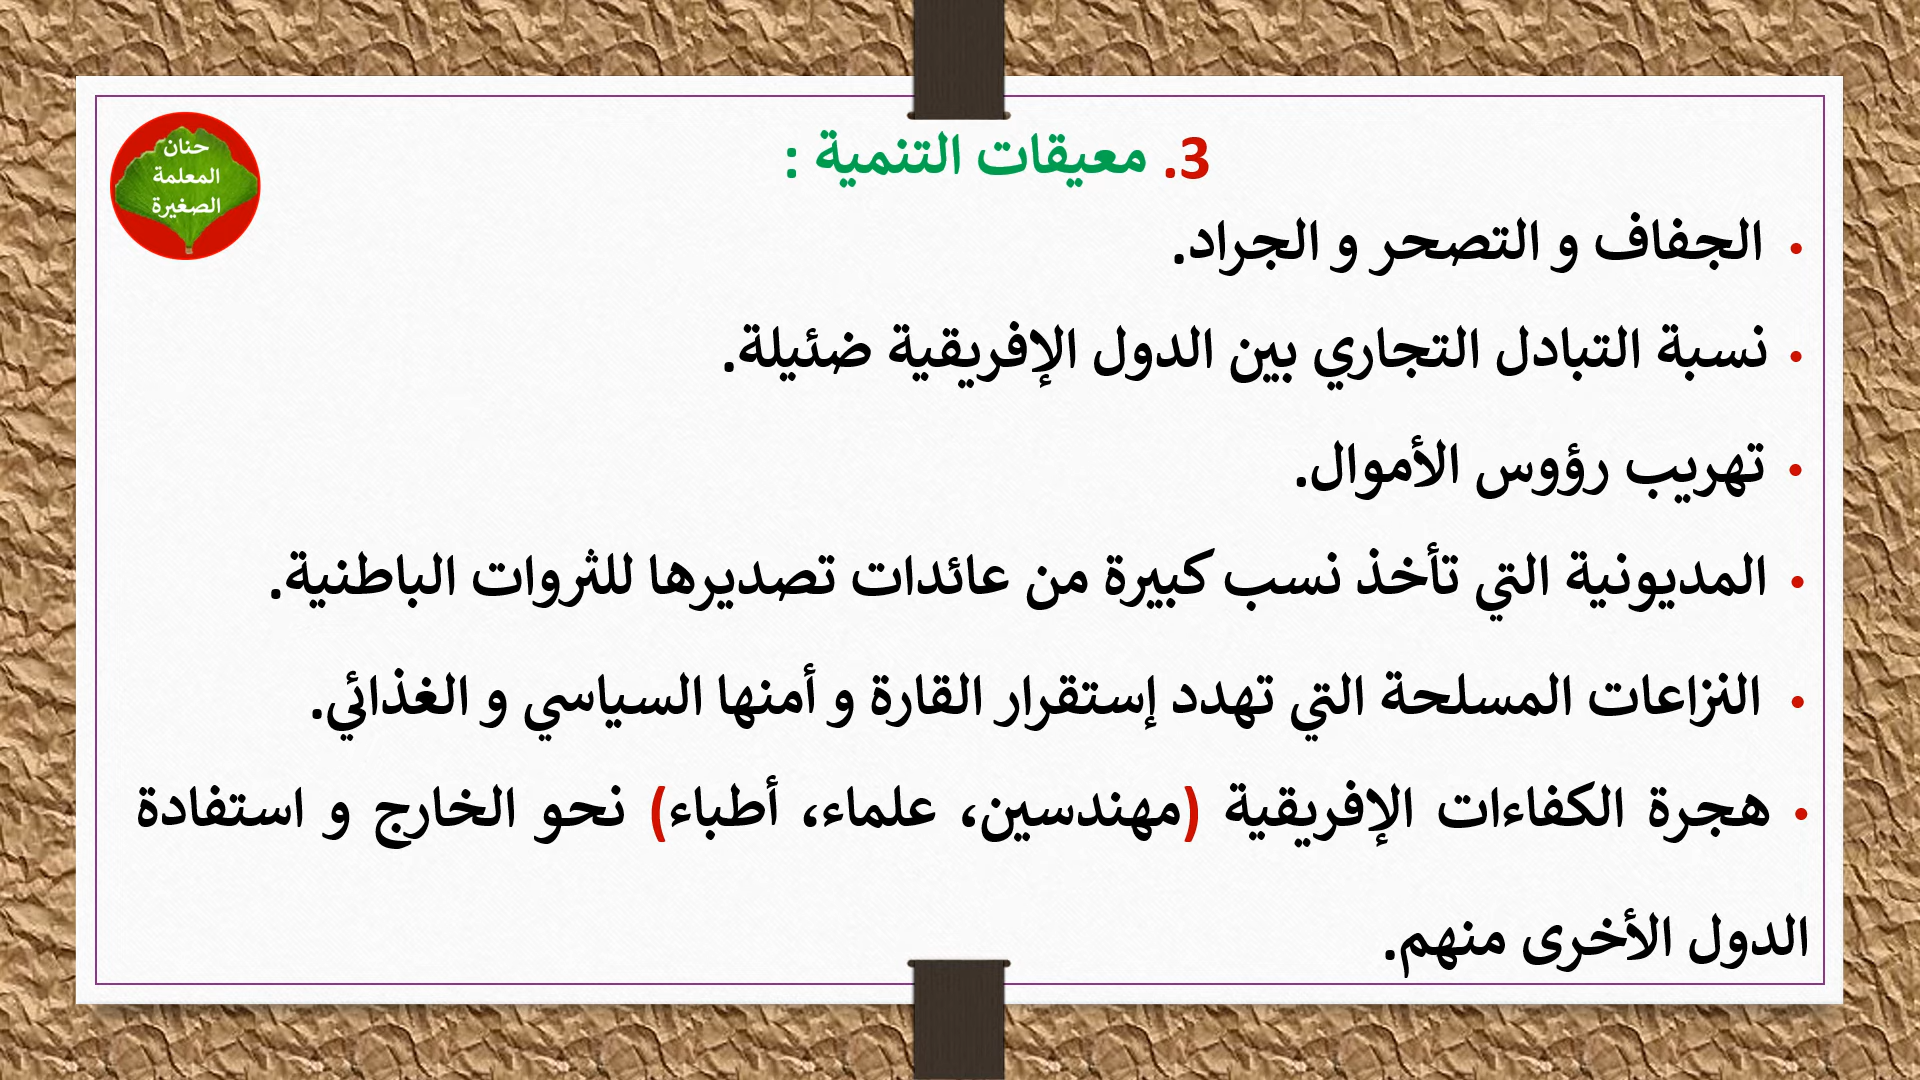 حنان
المعلمة
الصغيرة
3. معيقات التنمية :
• الجفاف و التصحر و الجراد.
• نسبة التبادل التجاري بين الدول الإفريقية ضئيلة.
• تهريب رؤوس الأموال.
• المديونية التي تأخذ نسب كبيرة من عائدات تصديرها للثروات الباطنية.
• النزاعات المسلحة التي تهدد إستقرار القارة و أمنها السياسي و الغذائي.
• هجرة الكفاءات الإفريقية (مهندسين، علماء، أطباء) نحو الخارج و استفادة
الدول الأخرى منهم.